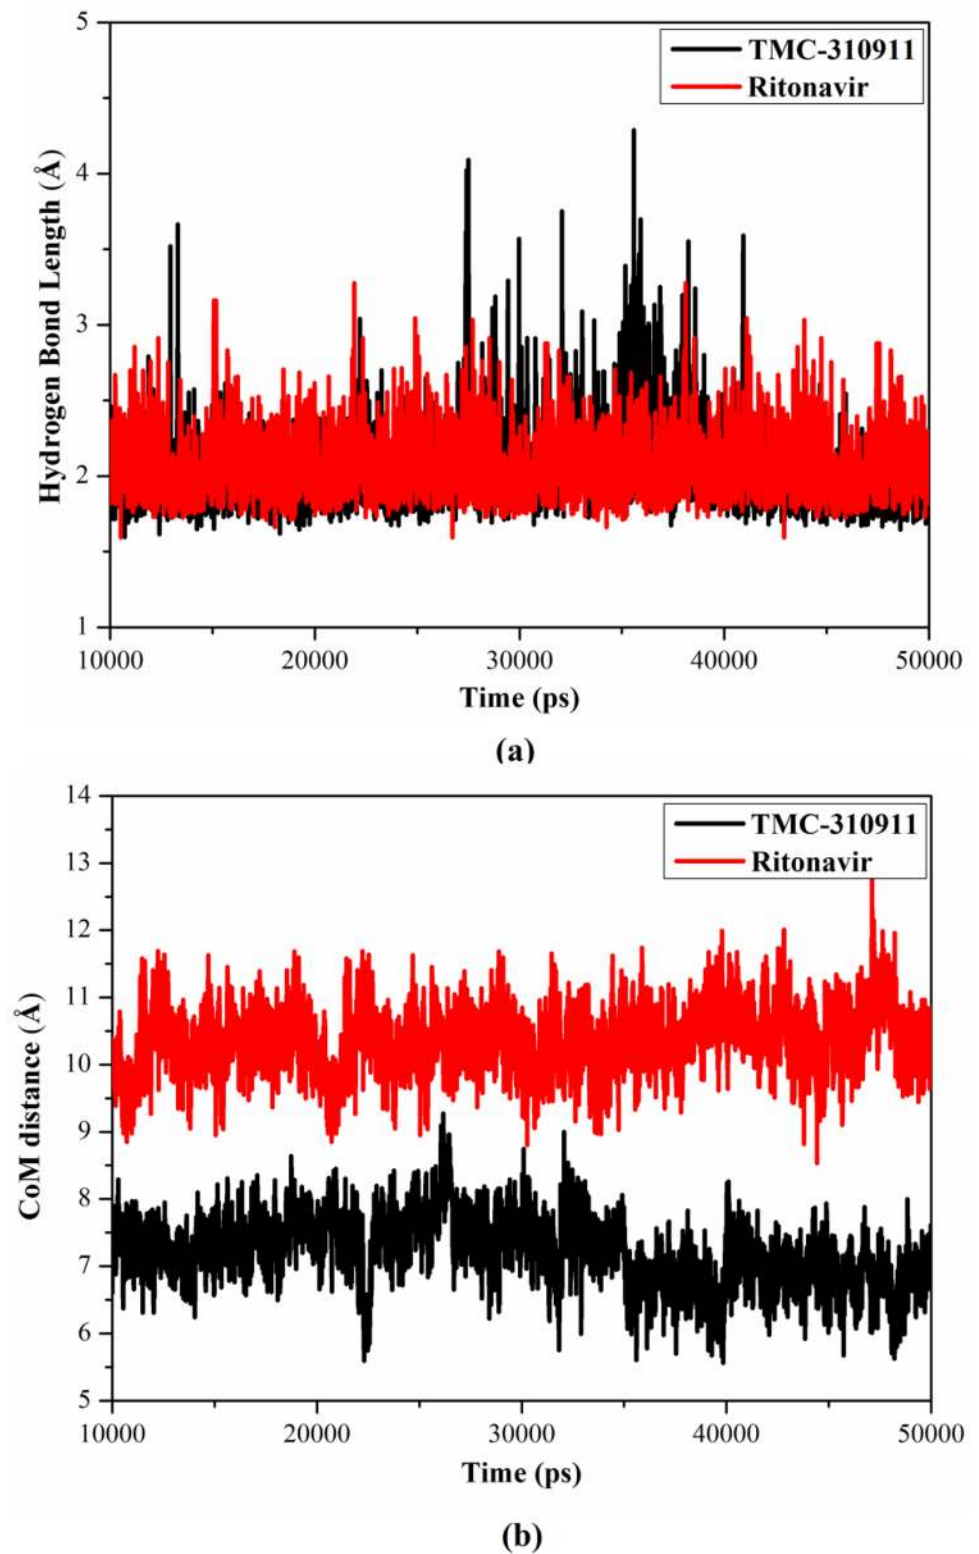 5
TMC-310911
Ritonavir
4
3
2
1
Hydrogen Bond Length (Å)
10000 20000 30000 40000 50000
Time (ps)
(a)
14
TMC-310911
Ritonavir
13
12
11
10
9
8
7
6
5
CoM distance (Å)
10000 20000 30000 40000 50000
Time (ps)
(b)